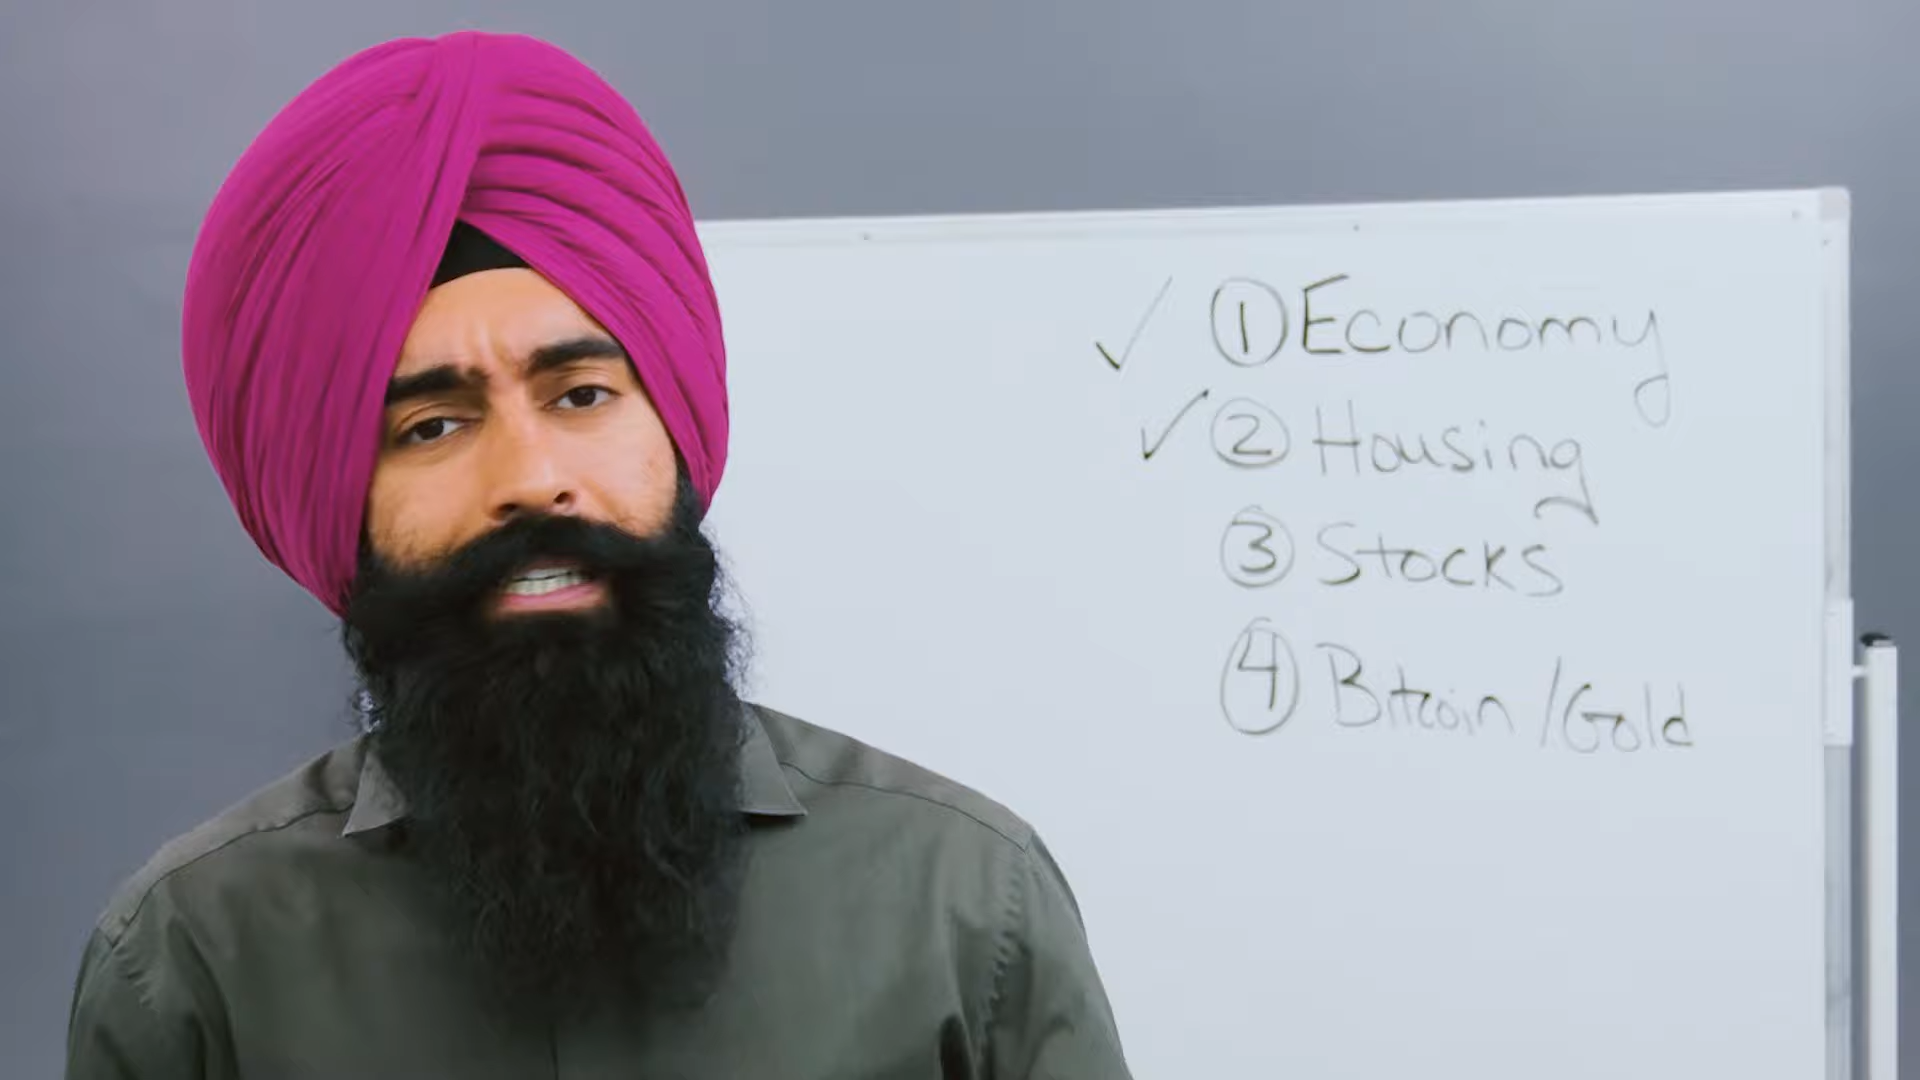 ✓ ① Economy
✓ ② Housing
③ Stocks
④ Bitcoin/Gold